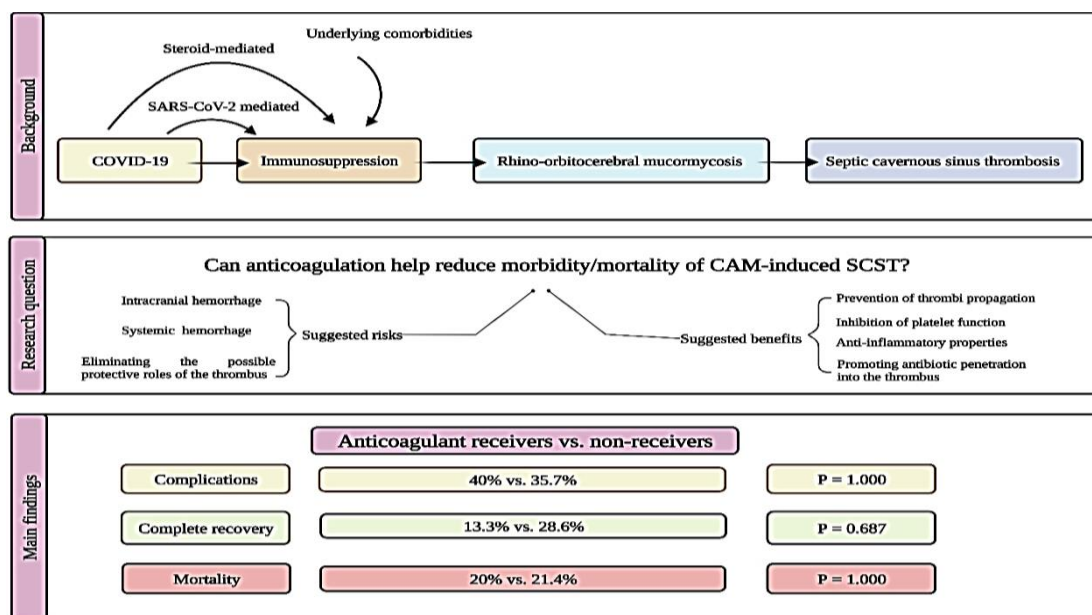 Background
Underlying comorbidities
Steroid-mediated
SARS-CoV-2 mediated
COVID-19
Immunosuppression
Rhino-orbitocerebral mucormycosis
Septic cavernous sinus thrombosis
Research question
Can anticoagulation help reduce morbidity/mortality of CAM-induced SCST?
Intracranial hemorrhage
Systemic hemorrhage
Eliminating the possible
protective roles of the thrombus
Suggested risks
Suggested benefits
Prevention of thrombi propagation
Inhibition of platelet function
Anti-inflammatory properties
Promoting antibiotic penetration
into the thrombus
Main findings
Anticoagulant receivers vs. non-receivers
Complications
40% vs. 35.7%
P = 1.000
Complete recovery
13.3% vs. 28.6%
P = 0.687
Mortality
20% vs. 21.4%
P = 1.000